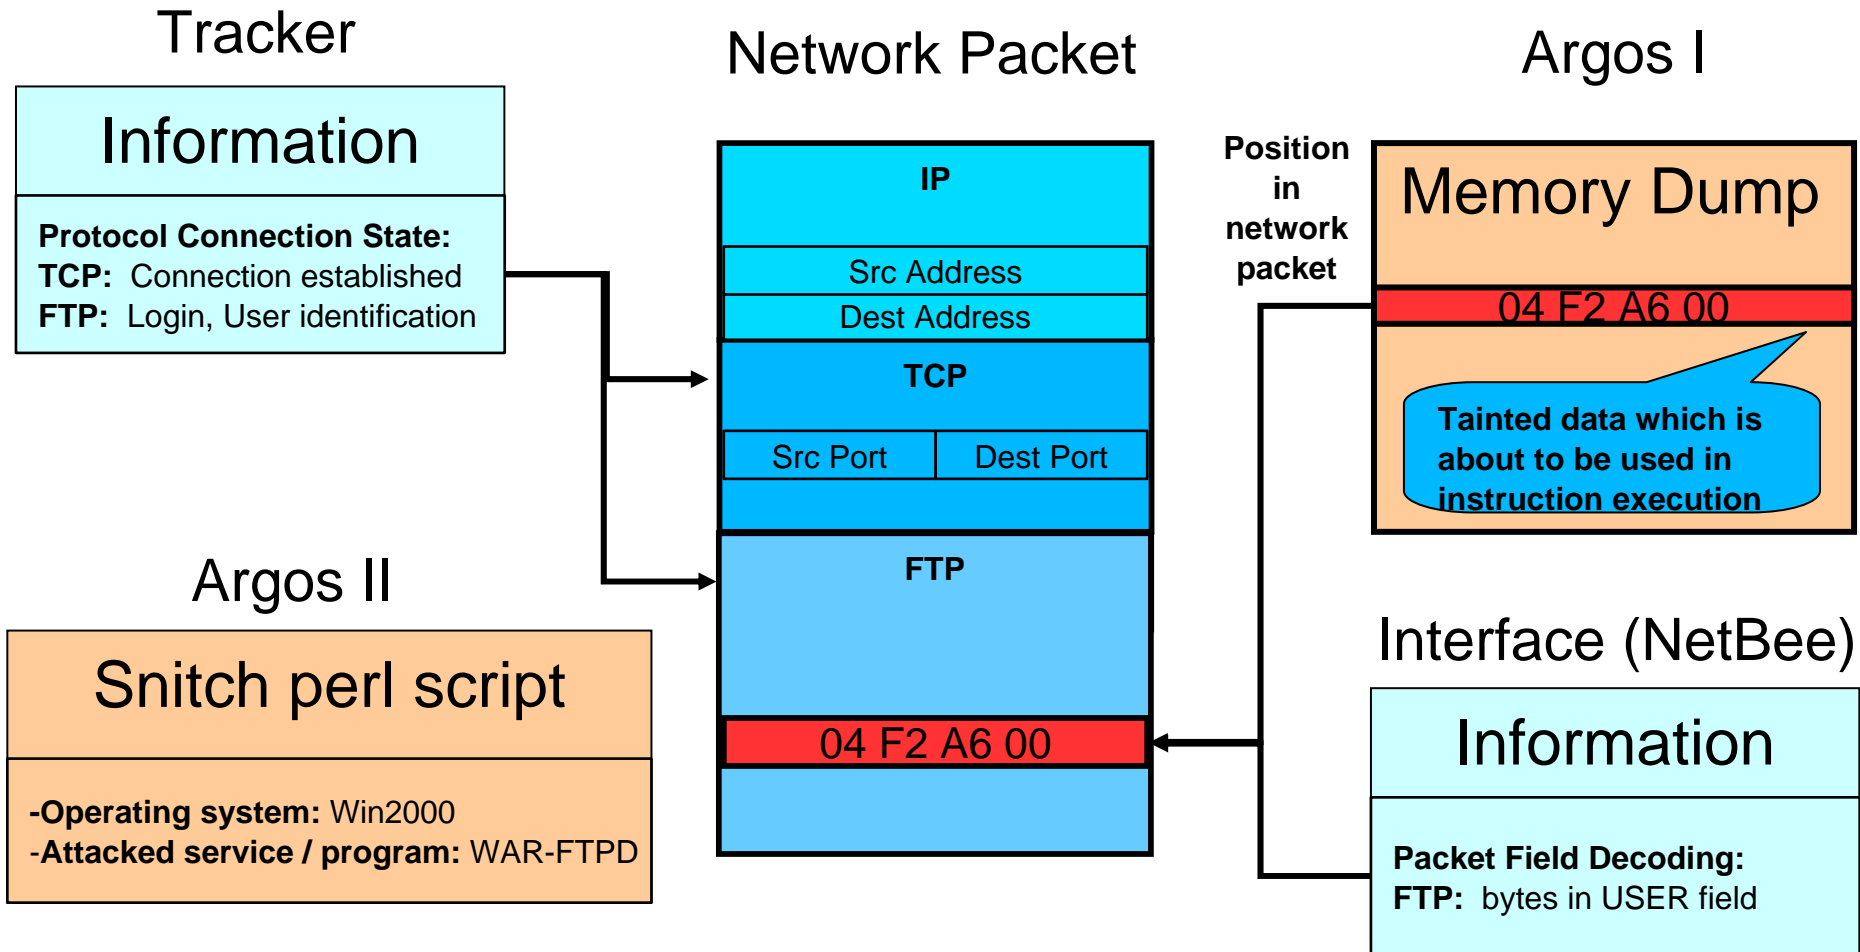 Tracker
Information
Protocol Connection State:
TCP: Connection established
FTP: Login, User identification
Argos II
Snitch perl script
-Operating system: Win2000
-Attacked service / program: WAR-FTPD
Network Packet
IP
Src Address
Dest Address
TCP
Src Port
Dest Port
FTP
04 F2 A6 00
Position
in
network
packet
Argos I
Memory Dump
04 F2 A6 00
Tainted data which is
about to be used in
instruction execution
Interface (NetBee)
Information
Packet Field Decoding:
FTP: bytes in USER field